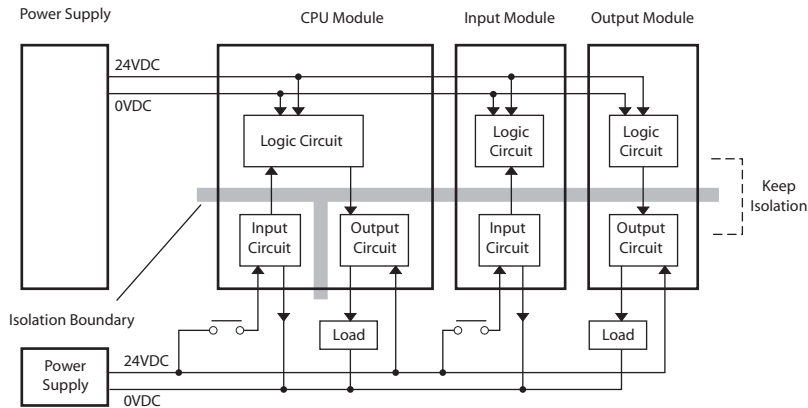 Power Supply
CPU Module
Input Module
Output Module
24VDC
0VDC
Logic Circuit
Logic
Circuit
Logic
Circuit
Keep
Isolation
Input
Circuit
Output
Circuit
Input
Circuit
Output
Circuit
Isolation Boundary
Load
Load
Power
Supply
24VDC
0VDC